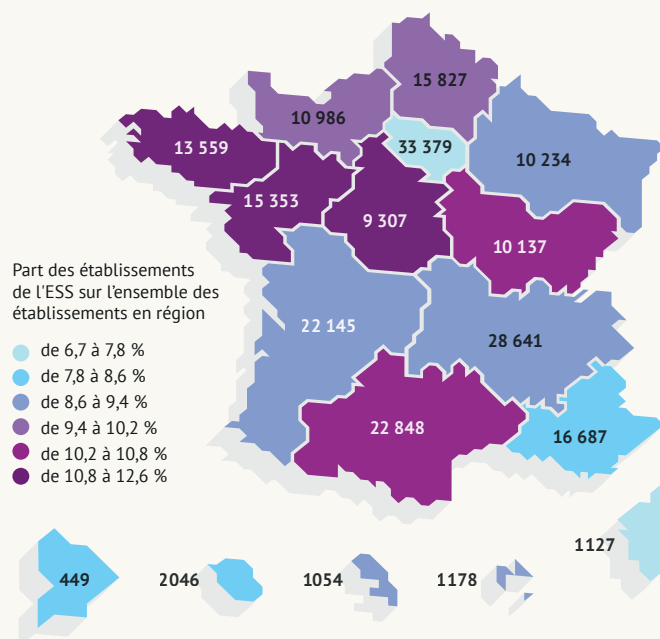 15 827
10 986
33 379
13 559
10 234
15 353
9 307
10 137
Part des établissements
de l'ESS sur l’ensemble des
établissements en région
22 145
28 641
de 6,7 à 7,8 %
de 7,8 à 8,6 %
de 8,6 à 9,4 %
de 9,4 à 10,2 %
de 10,2 à 10,8 %
de 10,8 à 12,6 %
22 848
16 687
1127
449
2046
1054
1178